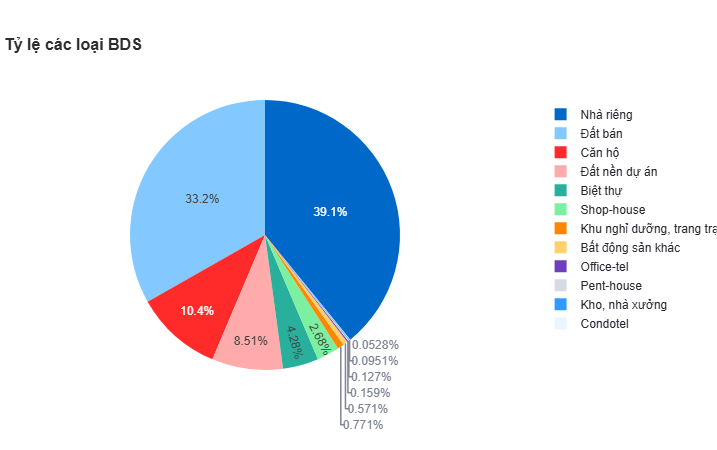 Tỷ lệ các loại BDS
39.1%
33.2%
10.4%
8.51%
4.28%
2.68%
0.0528%
0.0951%
0.127%
0.159%
0.571%
0.771%
Nhà riêng
Đất bán
Căn hộ
Đất nền dự án
Biệt thự
Shop-house
Khu nghỉ dưỡng, trang trạ
Bất động sản khác
Office-tel
Pent-house
Kho, nhà xưởng
Condotel